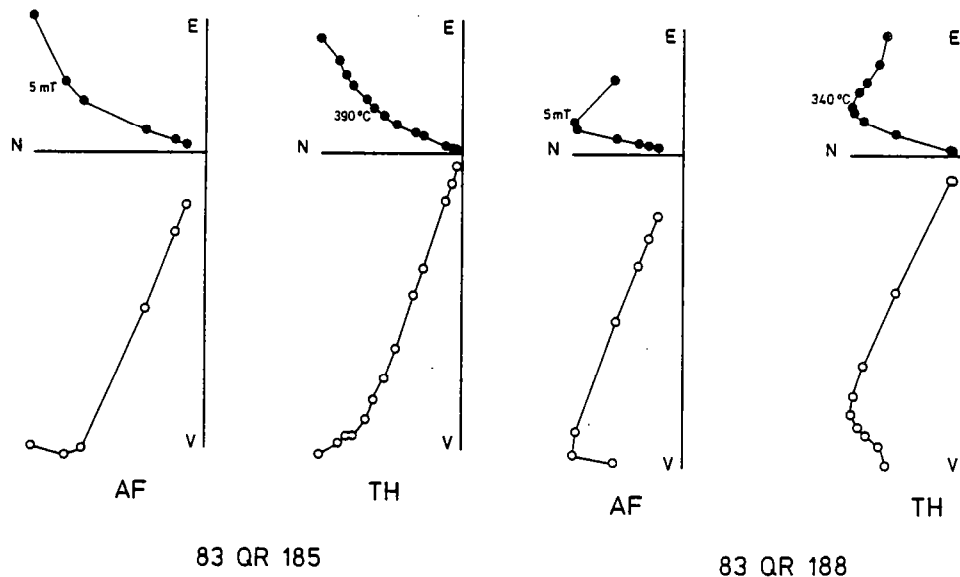 E
5 mT
N
V
AF
390 °C
TH
83 QR 185
E
5mT
N
V
AF
E
340 °C
N
V
TH
83 QR 188